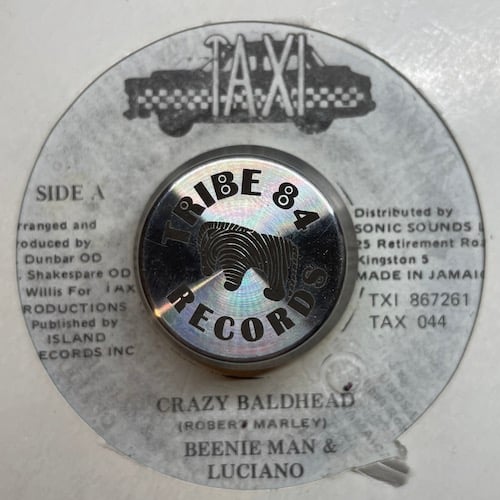 TAXI
TRIBE 84
RECORDS
SIDE A
rranged and
roduced by
Dunbar OD
Shakespare OD
Willis For TAX
RODUCTIONS
Published by
ISLAND
ECORDS INC
Distributed by
SONIC SOUNDS L
25 Retirement Roa
Kingston 5
MADE IN JAMAIC
TXI 867261
TAX 044
CRAZY BALDHEAD
(ROBERT MARLEY)
BEENIE MAN &
LUCIANO